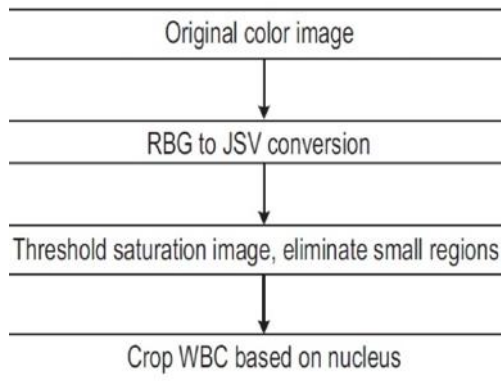 Original color image
RBG to JSV conversion
Threshold saturation image, eliminate small regions
Crop WBC based on nucleus